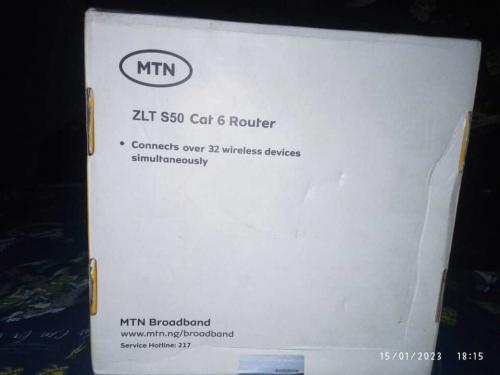 MTN
ZLT S50 Cat 6 Router
• Connects over 32 wireless devices
simultaneously
MTN Broadband
www.mtn.ng/broadband
Service Hotline: 217
15/01/2023 18:15